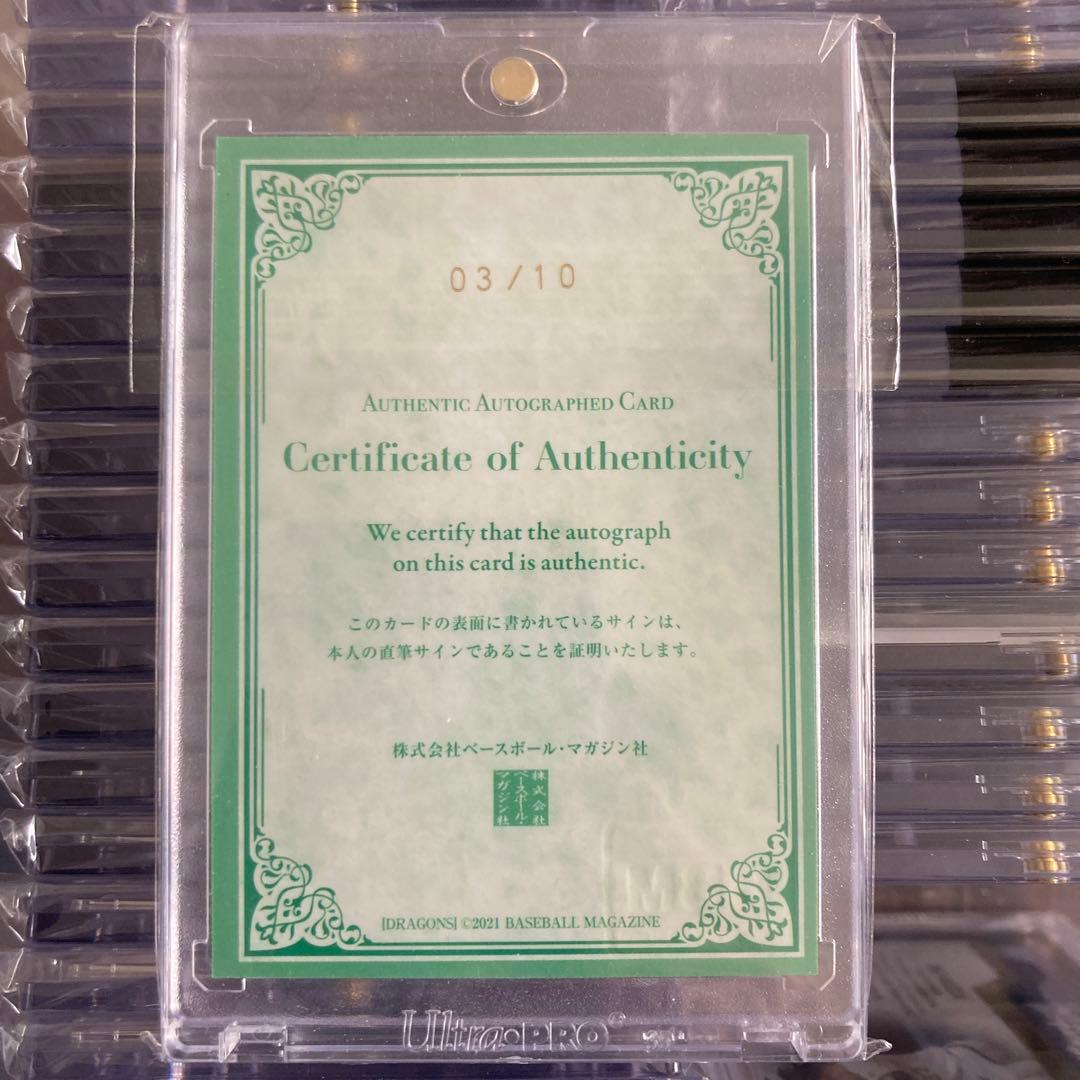 03/10
AUTHENTIC AUTOGRAPHED CARD
Certificate of Authenticity
We certify that the autograph
on this card is authentic.
このカードの表面に書かれているサインは、
本人の直筆サインであることを証明いたします。
株式会社ベースボール・マガジン社
株式会社
ベースボール・
マガジン社
[DRAGONS] ©2021 BASEBALL MAGAZINE
Ultra•PRO